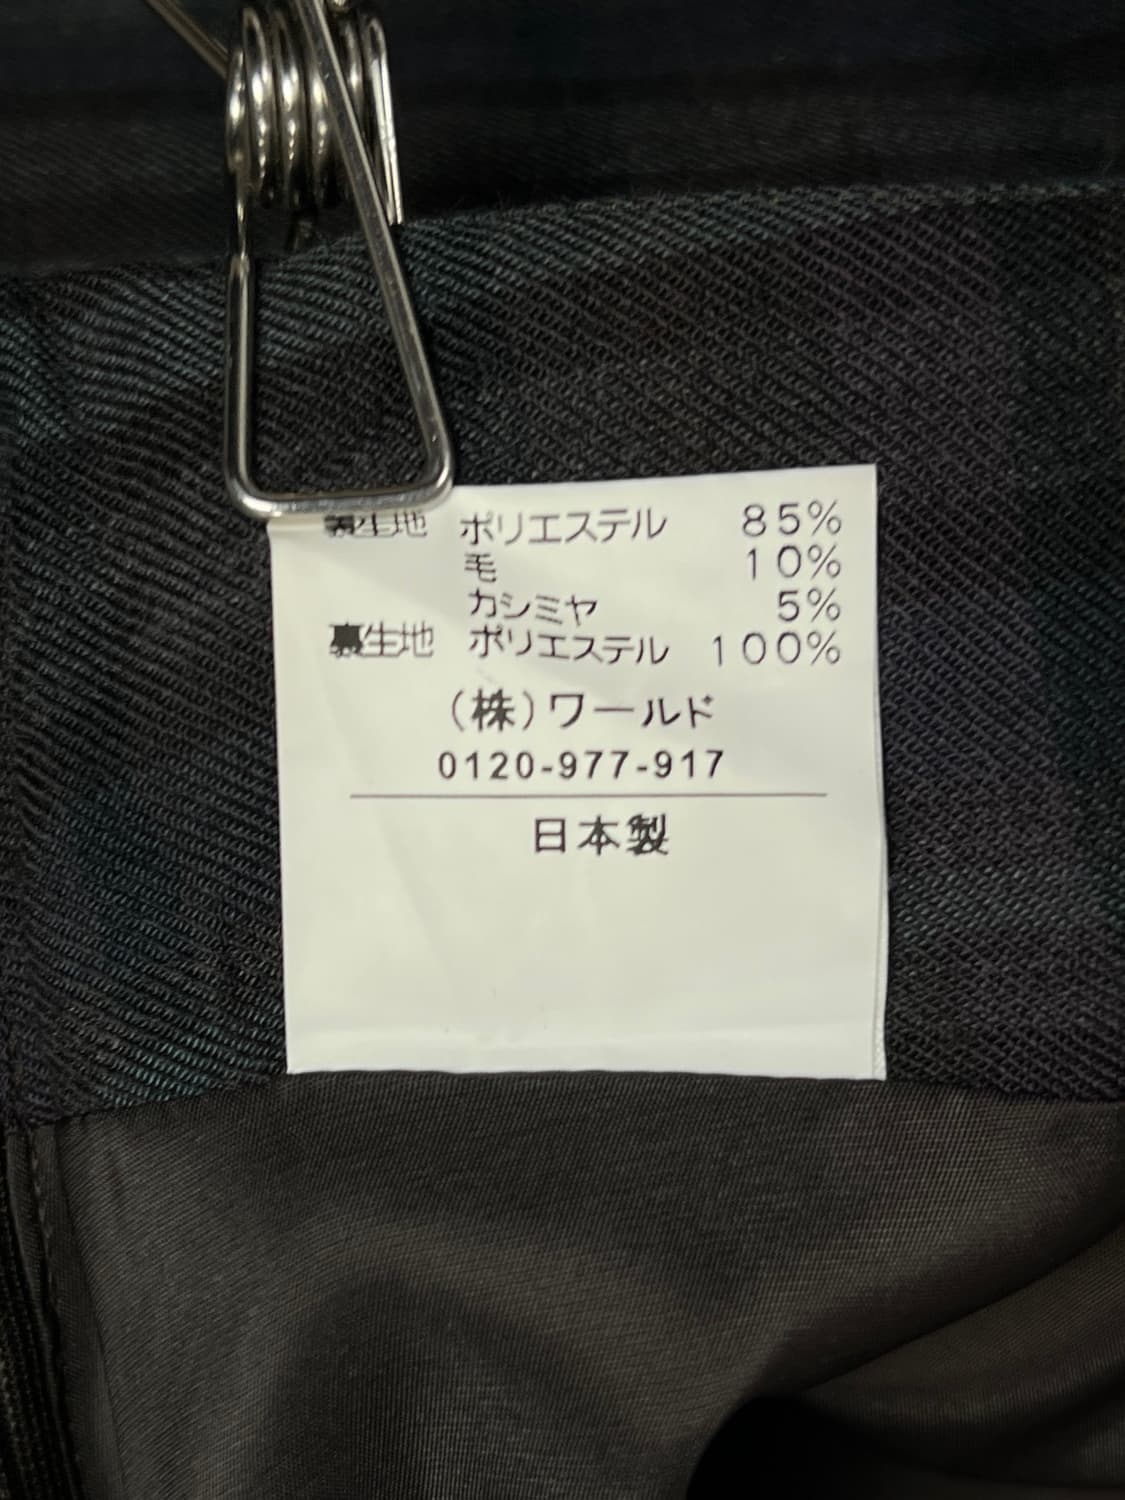 表生地 ポリエステル 85%
毛 10%
カシミヤ 5%
裏生地 ポリエステル 100%
(株)ワールド
0120-977-917
日本製